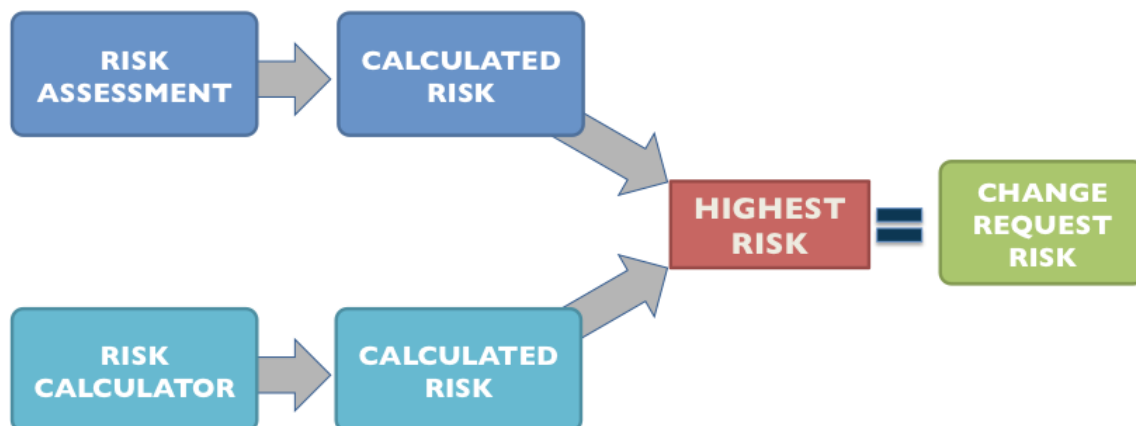 RISK
ASSESSMENT
CALCULATED
RISK
HIGHEST
RISK
CHANGE
REQUEST
RISK
RISK
CALCULATOR
CALCULATED
RISK